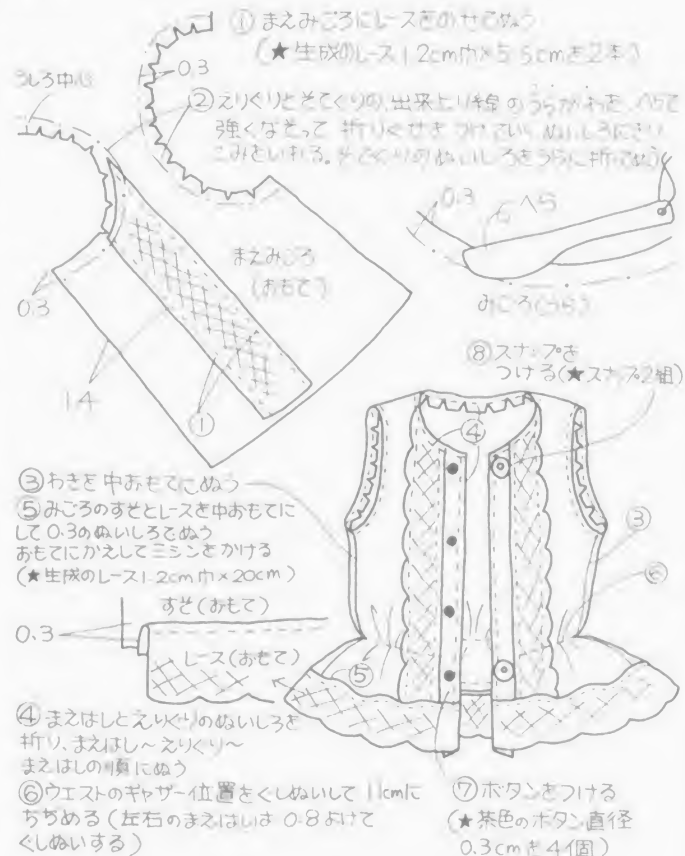 ① まえみごろにレースをのせてぬう
(★生成のレース1.2cm巾×5.5cmを2本)
うしろ中心
0.3
②えりぐりとそでぐりの、出来上り線のうらがわを、へらで
強くなぞって折りぐせをつけていく。ぬいしろにきり
こみをいれる。そでぐりのぬいしろをうらに折ってぬう
0.3
へら
まえみごろ
(おもて)
みごろ(うら)
0.3
1.4
①
⑧スナップを
つける(★スナップ2組)
④
③わきを中おもてにぬう
⑤みごろのすそとレースを中おもてに
して0.3のぬいしろでぬう
おもてにかえしてミシンをかける
(★生成のレース1.2cm巾×20cm)
③
⑥
すそ(おもて)
0.3
レース(おもて)
⑤
④まえはしとえりぐりのぬいしろを
折り、まえはし〜えりぐり〜
まえはしの順にぬう
⑥ウエストのギャザー位置をぐしぬいして11cmに
ちぢめる(左右のまえはしは0.8よけて
ぐしぬいする)
⑦ボタンをつける
(★茶色のボタン直径
0.3cmを4個)